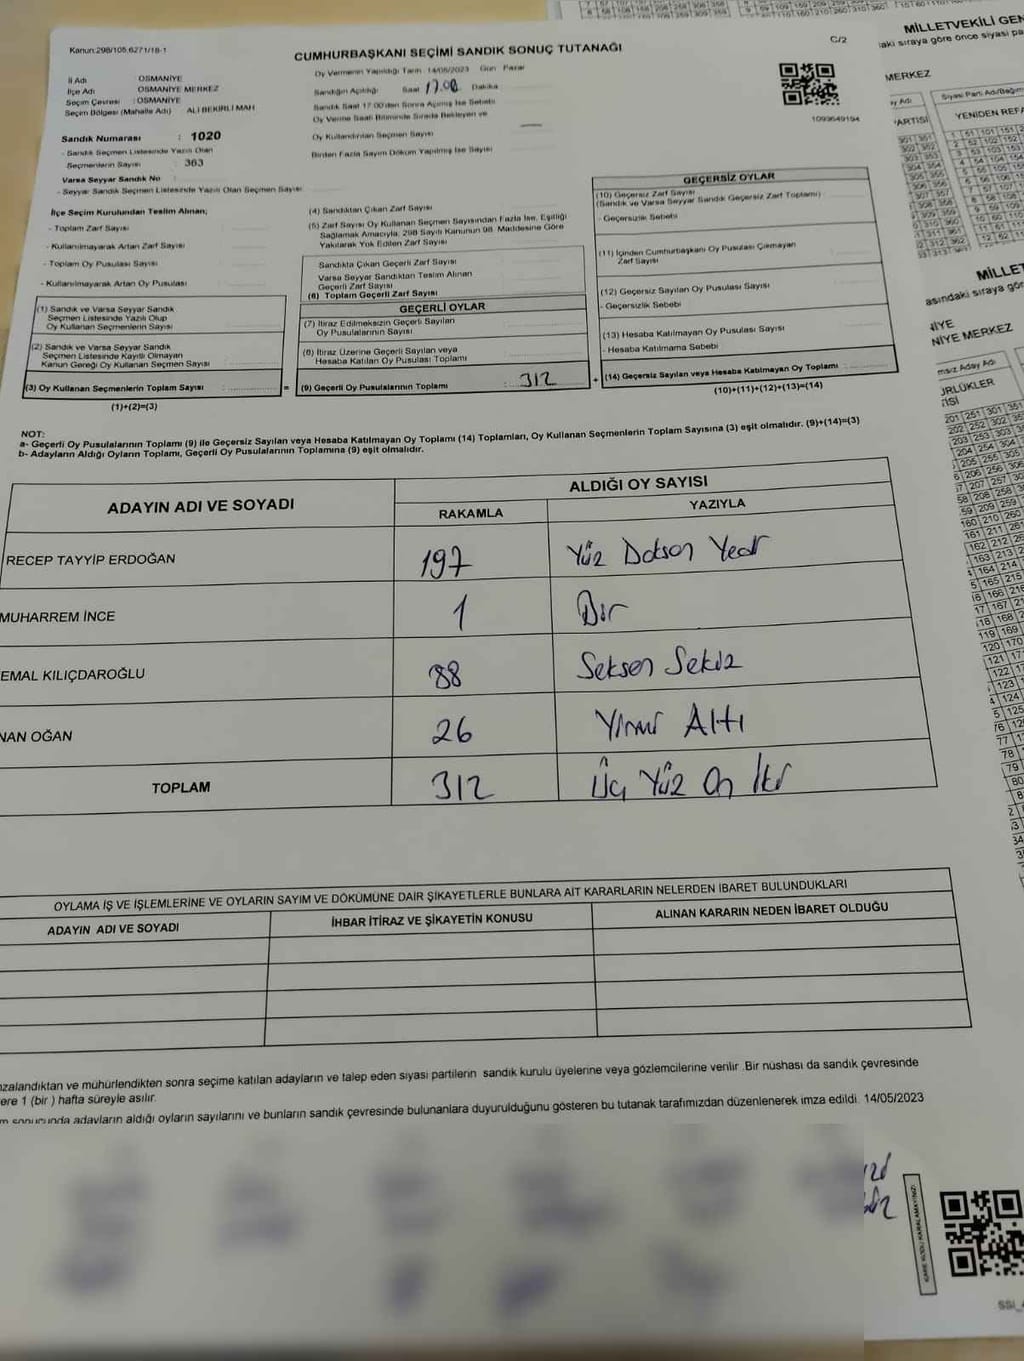 Kanun:298/105,6271/18-1
CUMHURBAŞKANI SEÇİMİ SANDIK SONUÇ TUTANAĞI
C/2
İl Adı : OSMANİYE
İlçe Adı : OSMANİYE MERKEZ
Seçim Çevresi : OSMANİYE
Seçim Bölgesi (Mahalle Adı) : ALİ BEKİRLİ MAH
Sandık Numarası : 1020
- Sandık Seçmen Listesinde Yazılı Olan
Seçmenlerin Sayısı : 363
Varsa Seyyar Sandık No :
- Seyyar Sandık Seçmen Listesinde Yazılı Olan Seçmen Sayısı
Oy Vermenin Yapıldığı Tarih 14/05/2023 Gün Pazar
Sandığın Açıldığı Saat 17.00 Dakika
Sandık Saat 17:00'den Sonra Açılmış İse Sebebi
Oy Verme Saati Bitiminde Sırada Bekleyen ve
Oy Kullandırılan Seçmen Sayısı
Birden Fazla Sayım Döküm Yapılmış İse Sayısı
1093649194
İlçe Seçim Kurulundan Teslim Alınan;
- Toplam Zarf Sayısı
- Kullanılmayarak Artan Zarf Sayısı
- Toplam Oy Pusulası Sayısı
- Kullanılmayarak Artan Oy Pusulası
(1) Sandık ve Varsa Seyyar Sandık
Seçmen Listesinde Yazılı Olup
Oy Kullanan Seçmenlerin Sayısı
(2) Sandık ve Varsa Seyyar Sandık
Seçmen Listesinde Kayıtlı Olmayan
Kanun Gereği Oy Kullanan Seçmen Sayısı
(3) Oy Kullanan Seçmenlerin Toplam Sayısı :
(1)+(2)=(3)
(4) Sandıktan Çıkan Zarf Sayısı
(5) Zarf Sayısı Oy Kullanan Seçmen Sayısından Fazla İse, Eşitliği
Sağlamak Amacıyla, 298 Sayılı Kanunun 98. Maddesine Göre
Yakılarak Yok Edilen Zarf Sayısı
Sandıkta Çıkan Geçerli Zarf Sayısı
Varsa Seyyar Sandıktan Teslim Alınan
Geçerli Zarf Sayısı
(6) Toplam Geçerli Zarf Sayısı
GEÇERLİ OYLAR
(7) İtiraz Edilmeksizin Geçerli Sayılan
Oy Pusulalarının Sayısı
(8) İtiraz Üzerine Geçerli Sayılan veya
Hesaba Katılan Oy Pusulası Toplamı
= (9) Geçerli Oy Pusulalarının Toplamı : 312
GEÇERSİZ OYLAR
(10) Geçersiz Zarf Sayısı
(Sandık ve Varsa Seyyar Sandık Geçersiz Zarf Toplamı)
- Geçersizlik Sebebi
(11) İçinden Cumhurbaşkanı Oy Pusulası Çıkmayan
Zarf Sayısı
(12) Geçersiz Sayılan Oy Pusulası Sayısı
- Geçersizlik Sebebi
(13) Hesaba Katılmayan Oy Pusulası Sayısı
- Hesaba Katılmama Sebebi
+ (14) Geçersiz Sayılan veya Hesaba Katılmayan Oy Toplamı :
(10)+(11)+(12)+(13)=(14)
NOT:
a- Geçerli Oy Pusulalarının Toplamı (9) ile Geçersiz Sayılan veya Hesaba Katılmayan Oy Toplamı (14) Toplamları, Oy Kullanan Seçmenlerin Toplam Sayısına (3) eşit olmalıdır. (9)+(14)=(3)
b- Adayların Aldığı Oyların Toplamı, Geçerli Oy Pusulalarının Toplamına (9) eşit olmalıdır.
ADAYIN ADI VE SOYADI
ALDIĞI OY SAYISI
RAKAMLA YAZIYLA
RECEP TAYYİP ERDOĞAN 197 Yüz Doksan Yedi
MUHARREM İNCE 1 Bir
EMAL KILIÇDAROĞLU 88 Seksen Sekiz
NAN OĞAN 26 Yirmi Altı
TOPLAM 312 Üç Yüz On İki
OYLAMA İŞ VE İŞLEMLERİNE VE OYLARIN SAYIM VE DÖKÜMÜNE DAİR ŞİKAYETLERLE BUNLARA AİT KARARLARIN NELERDEN İBARET BULUNDUKLARI
ADAYIN ADI VE SOYADI İHBAR İTİRAZ VE ŞİKAYETİN KONUSU ALINAN KARARIN NEDEN İBARET OLDUĞU
zalandıktan ve mühürlendikten sonra seçime katılan adayların ve talep eden siyasi partilerin sandık kurulu üyelerine veya gözlemcilerine verilir .Bir nüshası da sandık çevresinde
ere 1 (bir ) hafta süreyle asılır.
m sonucunda adayların aldığı oyların sayılarını ve bunların sandık çevresinde bulunanlara duyurulduğunu gösteren bu tutanak tarafımızdan düzenlenerek imza edildi. 14/05/2023
KARE KODU KARALAMAYINIZ!
MİLLETVEKİLİ GEN
aki sıraya göre önce siyasi pa
MERKEZ
Siyasi Parti Adı/Bağım
YENİDEN REFA
MİLLET
asındaki sıraya gör
NİYE MERKEZ
msız Aday Adı